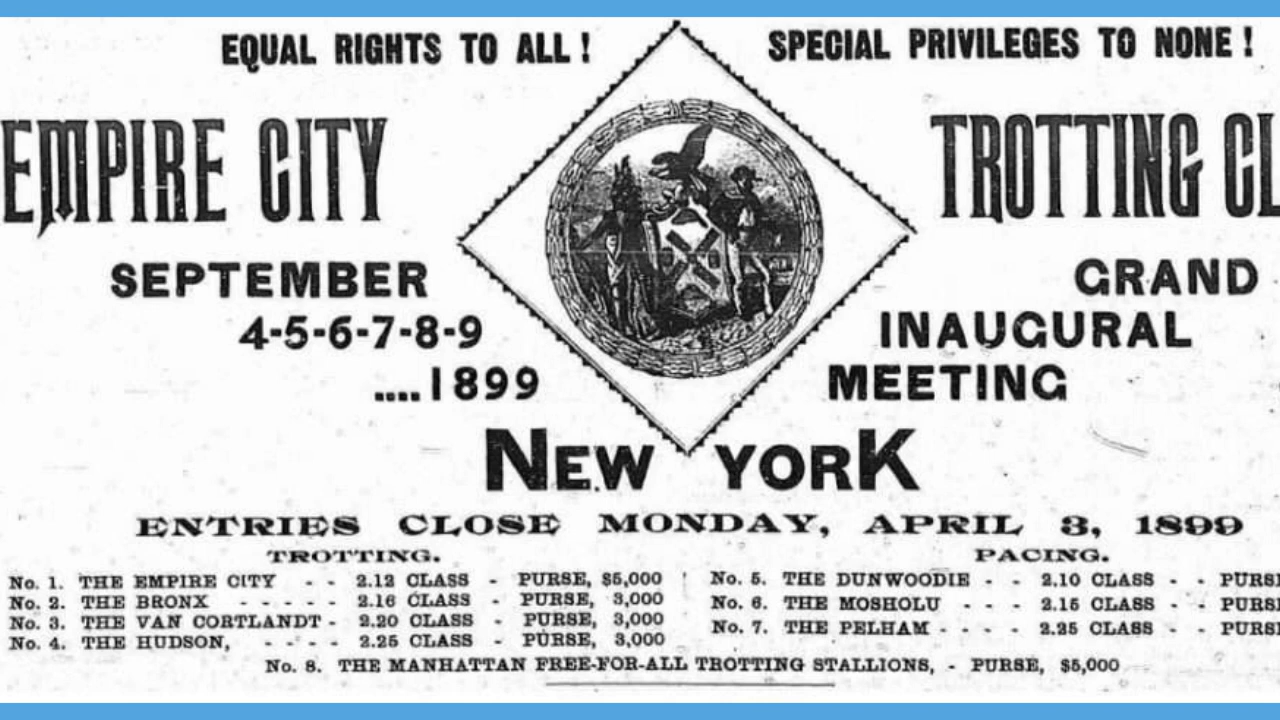 EQUAL RIGHTS TO ALL! SPECIAL PRIVILEGES TO NONE!
EMPIRE CITY TROTTING CL
SEPTEMBER
4-5-6-7-8-9
....1899
GRAND
INAUGURAL
MEETING
NEW YORK
ENTRIES CLOSE MONDAY, APRIL 3, 1899
TROTTING.
No. 1. THE EMPIRE CITY - - 2.12 CLASS - PURSE, $5,000
No. 2. THE BRONX - - - - - 2.16 CLASS - PURSE, 3,000
No. 3. THE VAN CORTLANDT - 2.20 CLASS - PURSE, 3,000
No. 4. THE HUDSON, - - - - 2.25 CLASS - PURSE, 3,000
PACING.
No. 5. THE DUNWOODIE - - 2.10 CLASS - - PURSE
No. 6. THE MOSHOLU - - - 2.15 CLASS - - PURSE
No. 7. THE PELHAM - - - - 2.25 CLASS - - PURSE
No. 8. THE MANHATTAN FREE-FOR-ALL TROTTING STALLIONS, - PURSE, $5,000